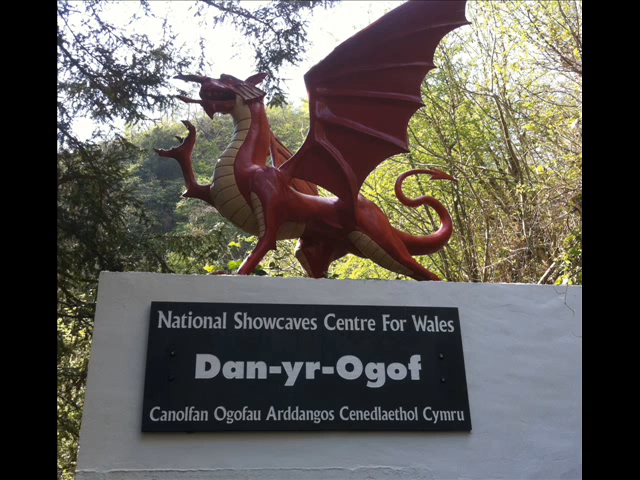 National Showcaves Centre For Wales
Dan-yr-Ogof
Canolfan Ogofau Arddangos Cenedlaethol Cymru